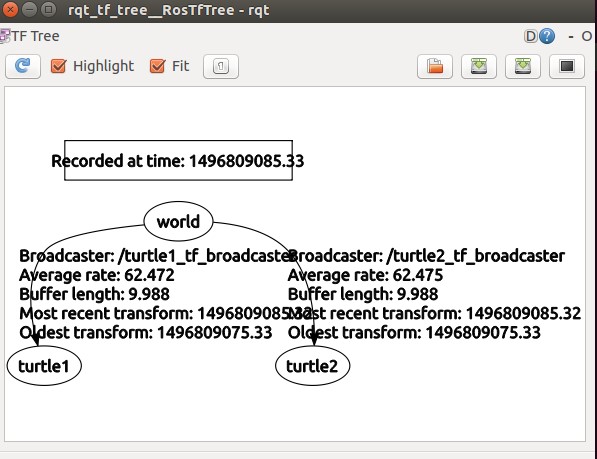 rqt_tf_tree__RosTfTree - rqt
TF Tree
D
- O
Highlight
Fit
Recorded at time: 1496809085.33
world
Broadcaster: /turtle1_tf_broadcaster
Average rate: 62.472
Buffer length: 9.988
Most recent transform: 1496809085.32
Oldest transform: 1496809075.33
Broadcaster: /turtle2_tf_broadcaster
Average rate: 62.475
Buffer length: 9.988
Most recent transform: 1496809085.32
Oldest transform: 1496809075.33
turtle1
turtle2